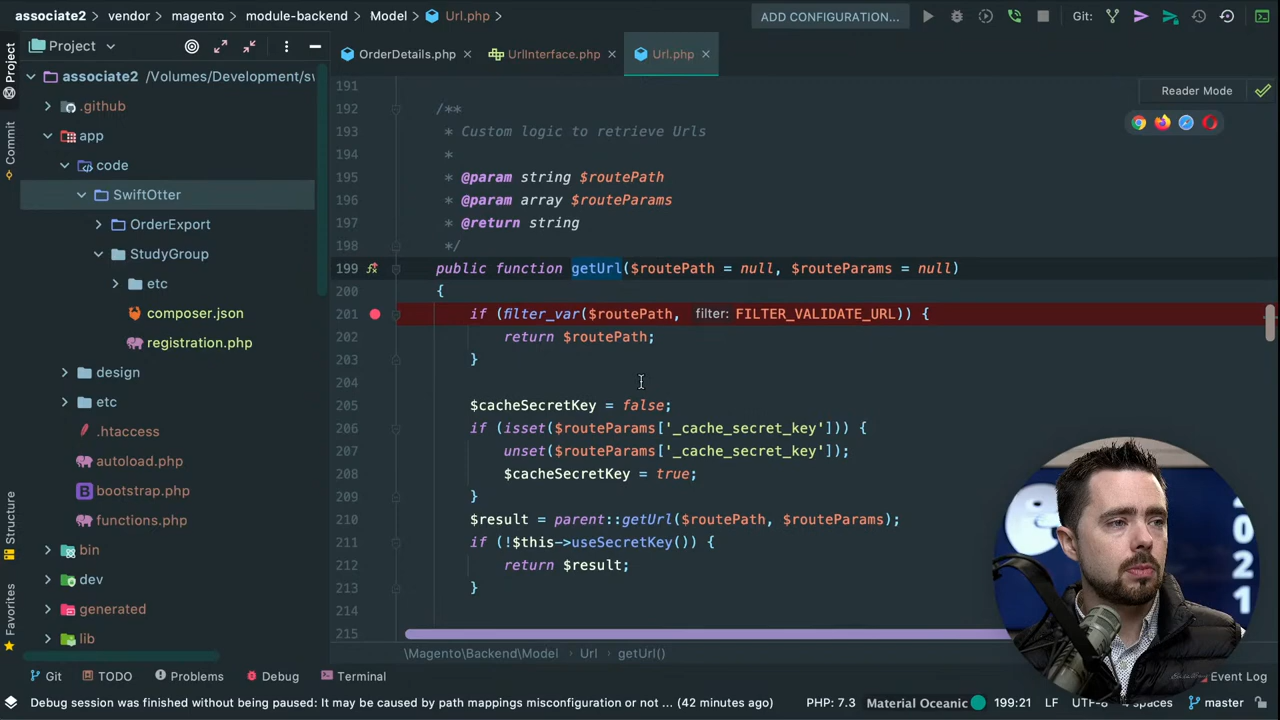 associate2 > vendor > magento > module-backend > Model > Url.php >
ADD CONFIGURATION...
Git:
Project
OrderDetails.php
UrlInterface.php
Url.php
Reader Mode
associate2 /Volumes/Development/sw
.github
app
code
SwiftOtter
OrderExport
StudyGroup
etc
composer.json
registration.php
design
etc
.htaccess
autoload.php
bootstrap.php
functions.php
bin
dev
generated
lib
191
192 /**
193 * Custom logic to retrieve Urls
194 *
195 * @param string $routePath
196 * @param array $routeParams
197 * @return string
198 */
199 public function getUrl($routePath = null, $routeParams = null)
200 {
201 if (filter_var($routePath, filter: FILTER_VALIDATE_URL)) {
202 return $routePath;
203 }
204
205 $cacheSecretKey = false;
206 if (isset($routeParams['_cache_secret_key'])) {
207 unset($routeParams['_cache_secret_key']);
208 $cacheSecretKey = true;
209 }
210 $result = parent::getUrl($routePath, $routeParams);
211 if (!$this->useSecretKey()) {
212 return $result;
213 }
214
215
\Magento\Backend\Model > Url > getUrl()
Project
Commit
Structure
Favorites
2021
Git
TODO
Problems
Debug
Terminal
Event Log
Debug session was finished without being paused: It may be caused by path mappings misconfiguration or not ... (42 minutes ago)
PHP: 7.3
Material Oceanic
199:21
LF
UTF-8
4 spaces
master